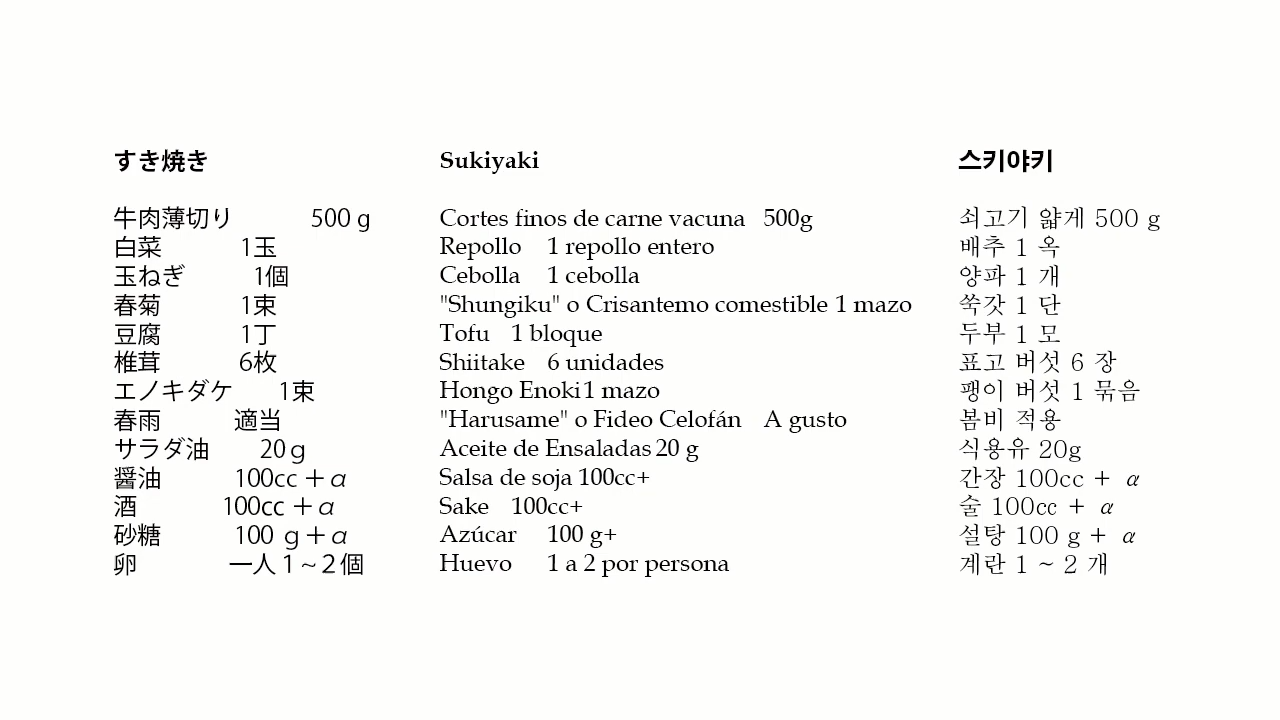 すき焼き
牛肉薄切り 500ｇ
白菜 1玉
玉ねぎ 1個
春菊 1束
豆腐 1丁
椎茸 6枚
エノキダケ 1束
春雨 適当
サラダ油 20ｇ
醤油 100cc＋α
酒 100cc＋α
砂糖 100ｇ＋α
卵 一人１～２個
Sukiyaki
Cortes finos de carne vacuna 500g
Repollo 1 repollo entero
Cebolla 1 cebolla
"Shungiku" o Crisantemo comestible 1 mazo
Tofu 1 bloque
Shiitake 6 unidades
Hongo Enoki 1 mazo
"Harusame" o Fideo Celofán A gusto
Aceite de Ensaladas 20 g
Salsa de soja 100cc+
Sake 100cc+
Azúcar 100 g+
Huevo 1 a 2 por persona
스키야키
쇠고기 얇게 500 g
배추 1 옥
양파 1 개
쑥갓 1 단
두부 1 모
표고 버섯 6 장
팽이 버섯 1 묶음
봄비 적용
식용유 20g
간장 100cc + α
술 100cc + α
설탕 100 g + α
계란 1 ~ 2 개